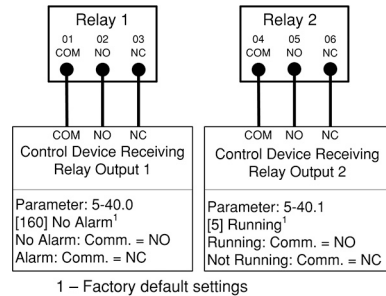 Relay 1
01 02 03
COM NO NC
Relay 2
04 05 06
COM NO NC
COM NO NC
Control Device Receiving
Relay Output 1
Parameter: 5-40.0
[160] No Alarm¹
No Alarm: Comm. = NO
Alarm: Comm. = NC
COM NO NC
Control Device Receiving
Relay Output 2
Parameter: 5-40.1
[5] Running¹
Running: Comm. = NO
Not Running: Comm. = NC
1 – Factory default settings